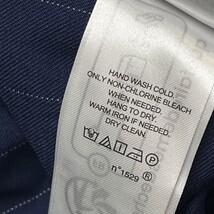 HAND WASH COLD.
ONLY NON-CHLORINE BLEACH
WHEN NEEDED.
HANG TO DRY.
WARM IRON IF NEEDED.
DRY CLEAN.
n°1529